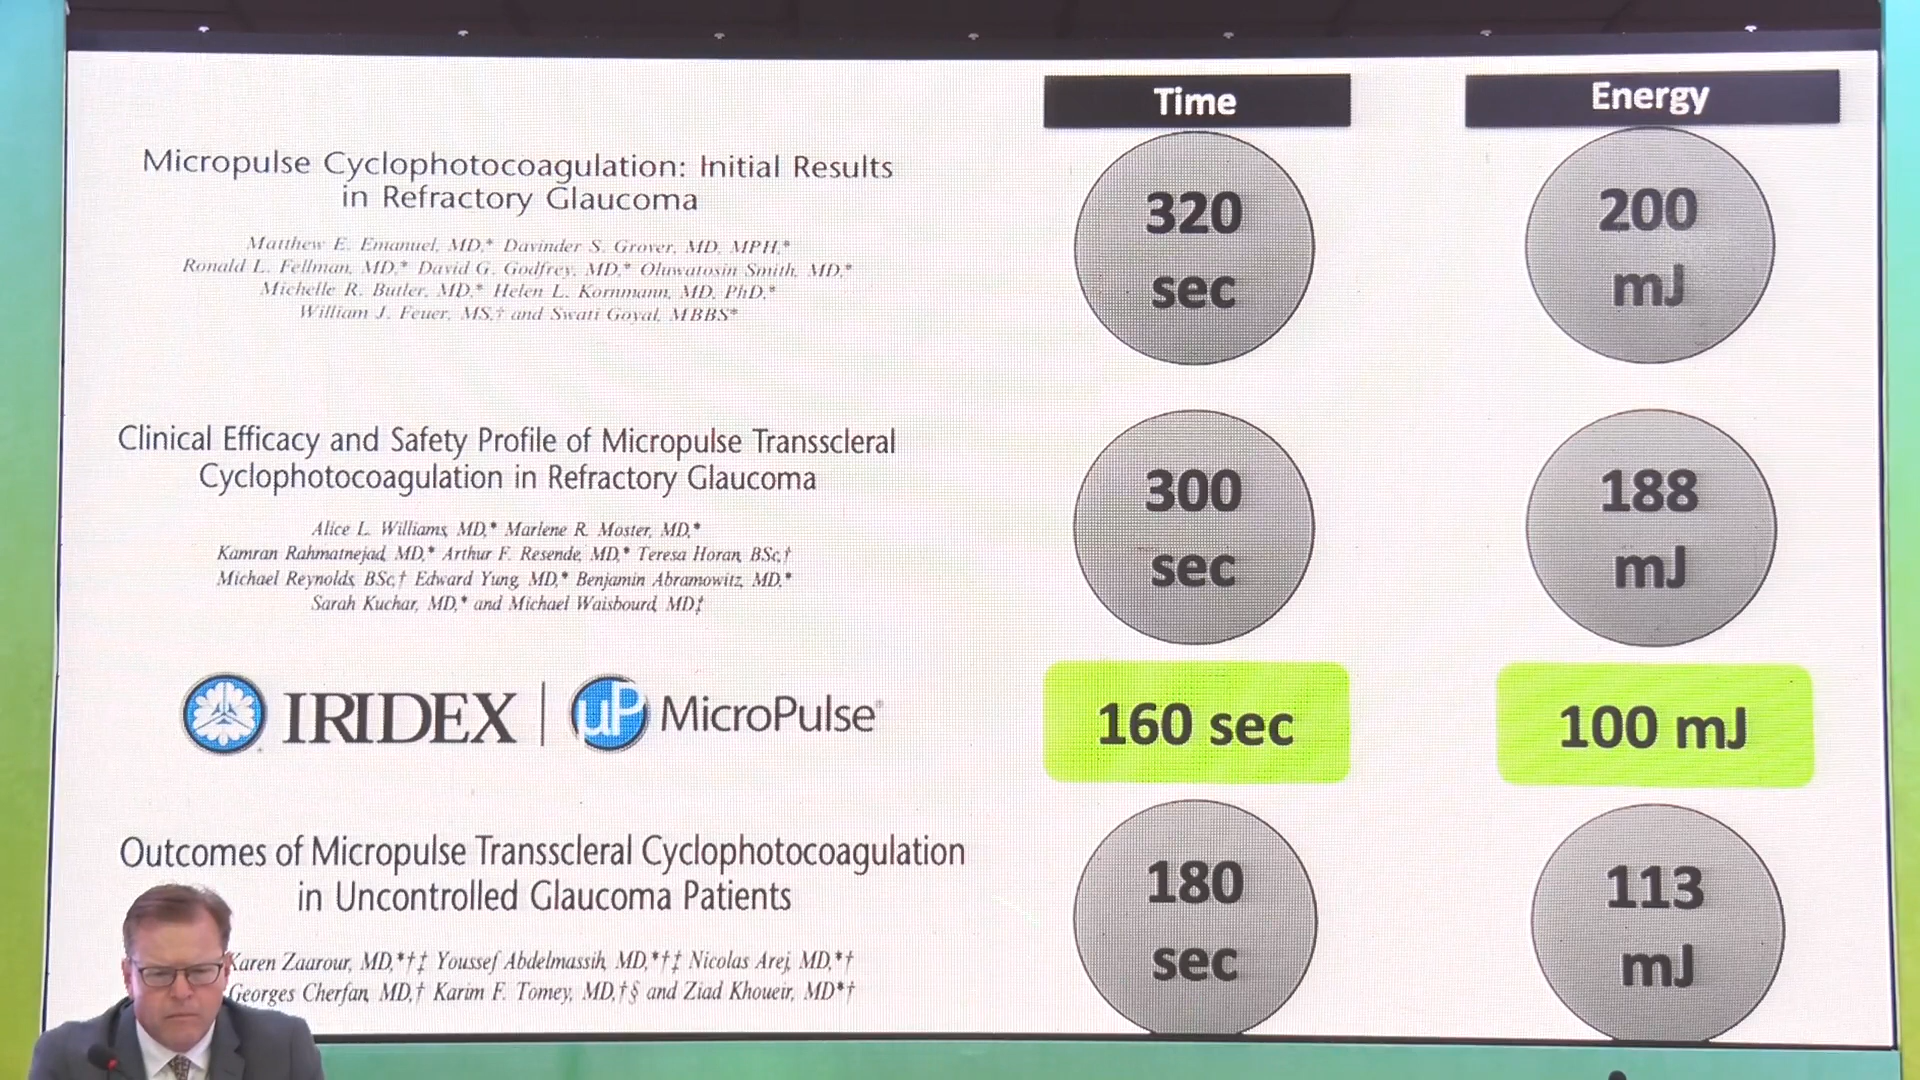 Time
Energy
Micropulse Cyclophotocoagulation: Initial Results
in Refractory Glaucoma
Matthew E. Emanuel, MD,* Davinder S. Grover, MD, MPH,*
Ronald L. Fellman, MD,* David G. Godfrey, MD,* Oluwatosin Smith, MD,*
Michelle R. Butler, MD,* Helen L. Kornmann, MD, PhD,*
William J. Feuer, MS,† and Swati Goyal, MBBS*
320
sec
200
mJ
Clinical Efficacy and Safety Profile of Micropulse Transscleral
Cyclophotocoagulation in Refractory Glaucoma
Alice L. Williams, MD,* Marlene R. Moster, MD,*
Kamran Rahmatnejad, MD,* Arthur F. Resende, MD,* Teresa Horan, BSc,†
Michael Reynolds, BSc,† Edward Yung, MD,* Benjamin Abramowitz, MD,*
Sarah Kuchar, MD,* and Michael Waisbourd, MD‡
300
sec
188
mJ
IRIDEX | µP MicroPulse®
160 sec
100 mJ
Outcomes of Micropulse Transscleral Cyclophotocoagulation
in Uncontrolled Glaucoma Patients
Karen Zaarour, MD,*†‡ Youssef Abdelmassih, MD,*†‡ Nicolas Arej, MD,*†
Georges Cherfan, MD,† Karim F. Tomey, MD,†§ and Ziad Khoueir, MD*†
180
sec
113
mJ